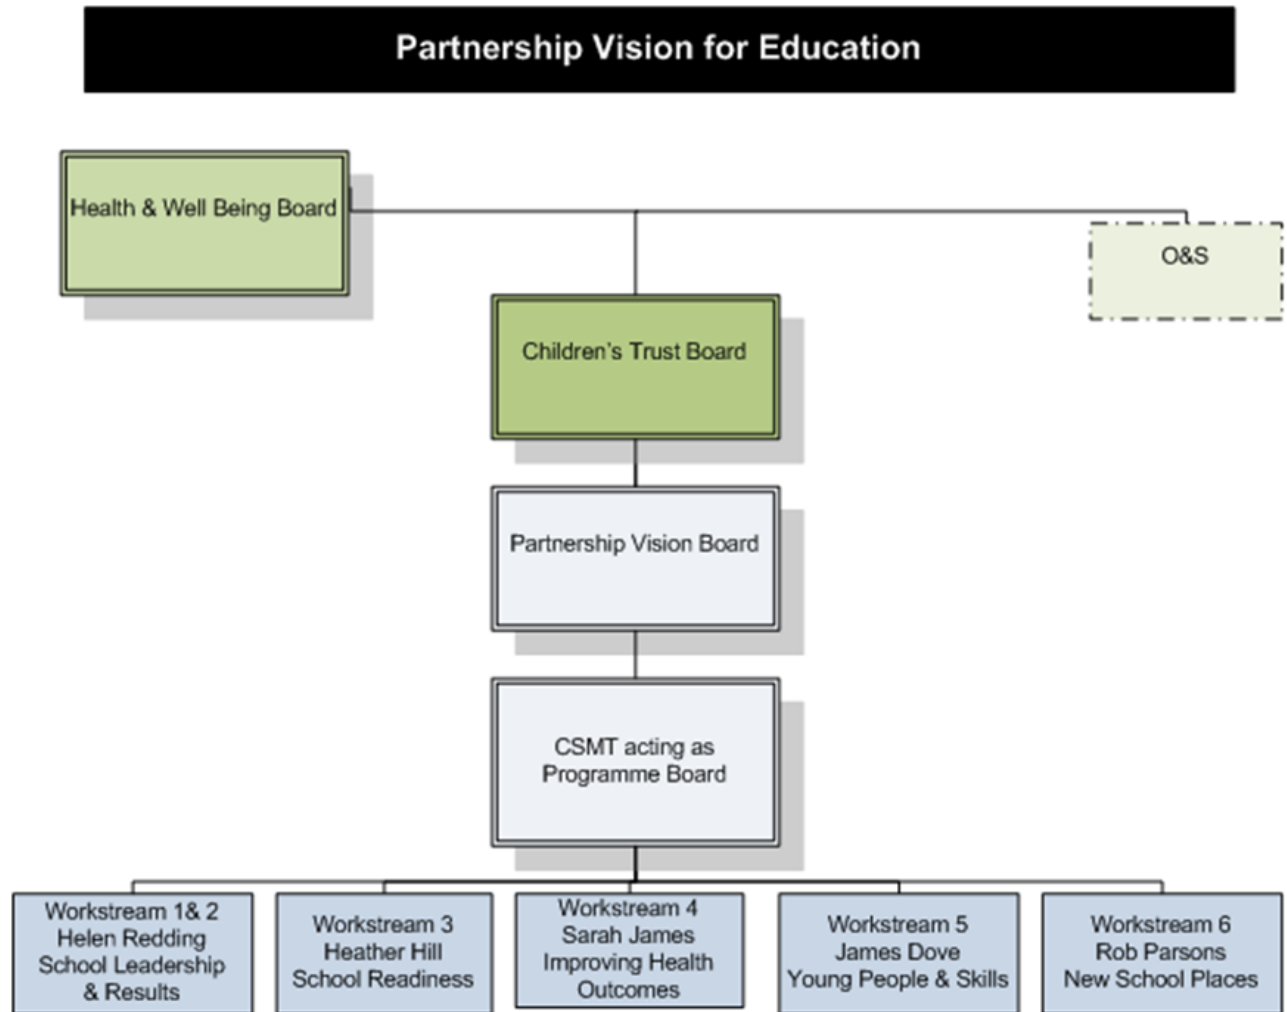 Partnership Vision for Education
Health & Well Being Board
O&S
Children's Trust Board
Partnership Vision Board
CSMT acting as
Programme Board
Workstream 1& 2
Helen Redding
School Leadership
& Results
Workstream 3
Heather Hill
School Readiness
Workstream 4
Sarah James
Improving Health
Outcomes
Workstream 5
James Dove
Young People & Skills
Workstream 6
Rob Parsons
New School Places